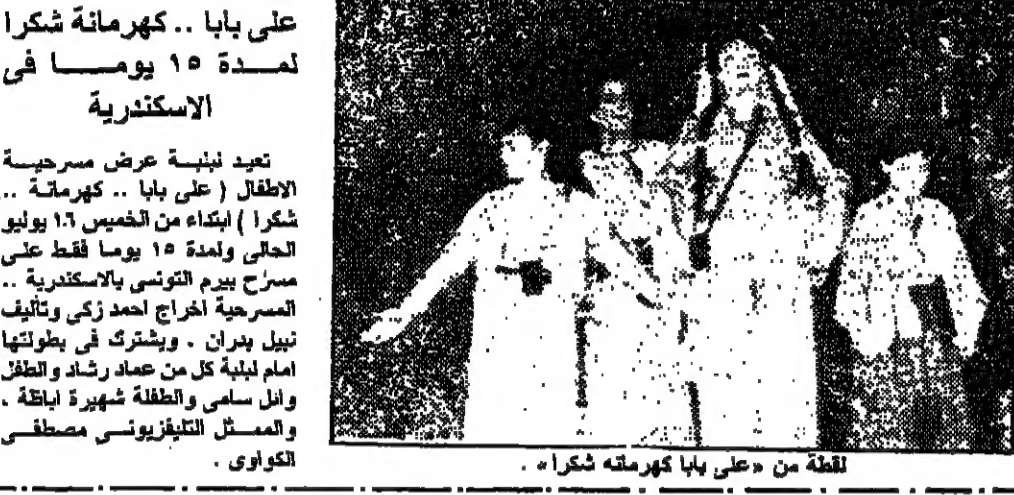 على بابا .. كهرمانة شكرا
لمدة ١٥ يوما فى
الاسكندرية
تعيد لبلبة عرض مسرحية
الاطفال ( على بابا .. كهرمانة ..
شكرا ) ابتداء من الخميس ١٦ يوليو
الحالى ولمدة ١٥ يوما فقط على
مسرح بيرم التونسى بالاسكندرية ..
المسرحية اخراج احمد زكى وتأليف
نبيل بدران . ويشترك فى بطولتها
امام لبلبة كل من عماد رشاد والطفل
وائل سامى والطفلة شهيرة اباظة .
والممثل التليفزيونى مصطفى
الكواوى .
لقطة من «على بابا كهرمانه شكرا» .